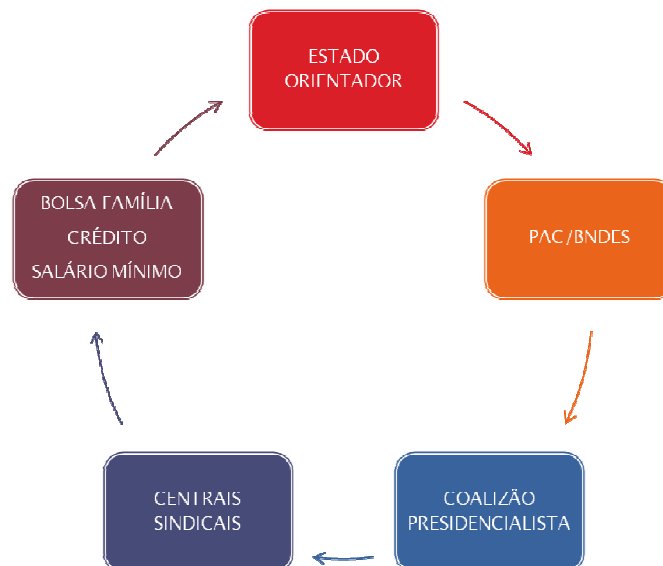 ESTADO
ORIENTADOR
PAC/BNDES
COALIZÃO
PRESIDENCIALISTA
CENTRAIS
SINDICAIS
BOLSA FAMÍLIA
CRÉDITO
SALÁRIO MÍNIMO